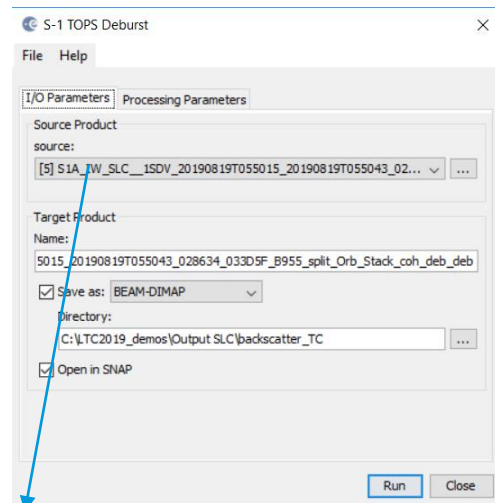 S-1 TOPS Deburst
File Help
I/O Parameters Processing Parameters
Source Product
source:
[5] S1A_IW_SLC__1SDV_20190819T055015_20190819T055043_02... ...
Target Product
Name:
5015_20190819T055043_028634_033D5F_B955_split_Orb_Stack_coh_deb_deb
Save as: BEAM-DIMAP
Directory:
C:\LTC2019_demos\Output SLC\backscatter_TC ...
Open in SNAP
Run Close